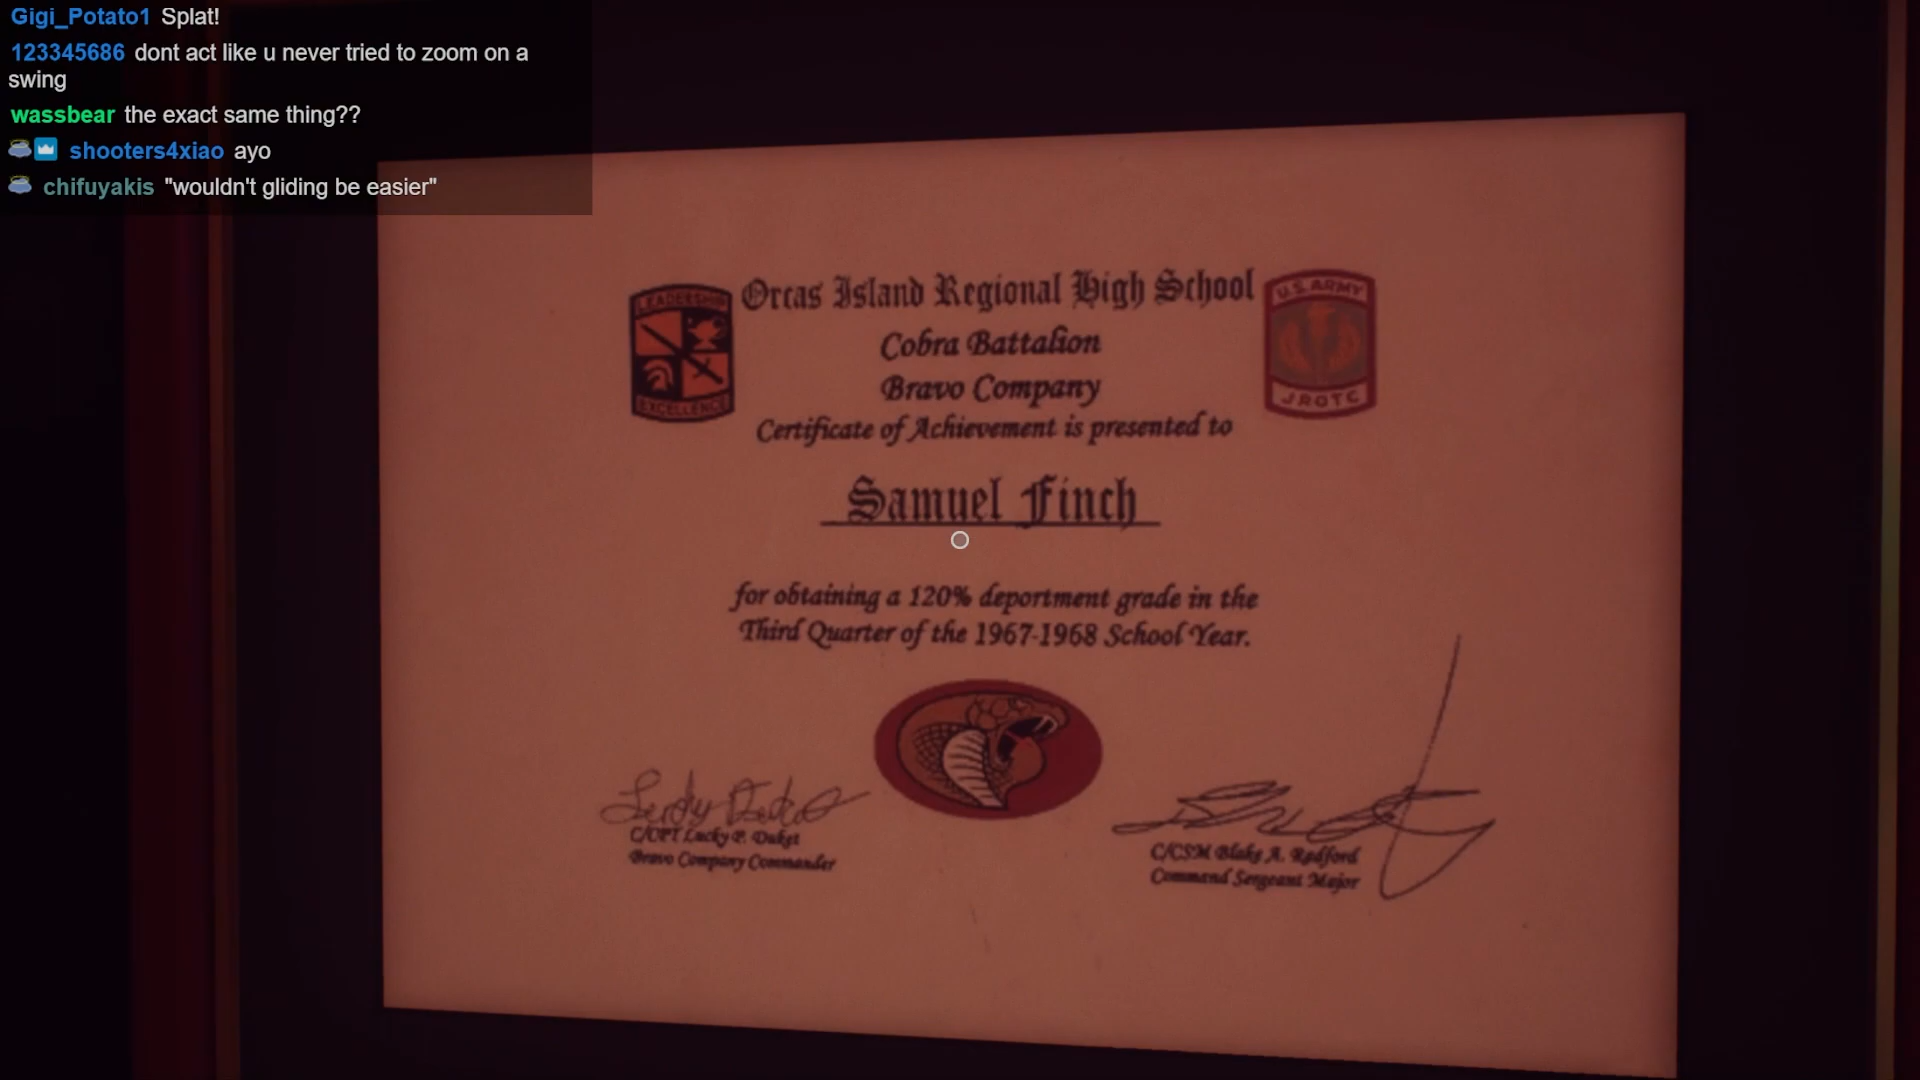 Gigi_Potato1 Splat!
123345686 dont act like u never tried to zoom on a
swing
wassbear the exact same thing??
shooters4xiao ayo
chifuyakis "wouldn't gliding be easier"
LEADERSHIP
EXCELLENCE
Orcas Island Regional High School
U.S. ARMY
JROTC
Cobra Battalion
Bravo Company
Certificate of Achievement is presented to
Samuel Finch
for obtaining a 120% deportment grade in the
Third Quarter of the 1967-1968 School Year.
C/CPT Lucky P. Duket
Bravo Company Commander
C/CSM Blake A. Redford
Command Sergeant Major